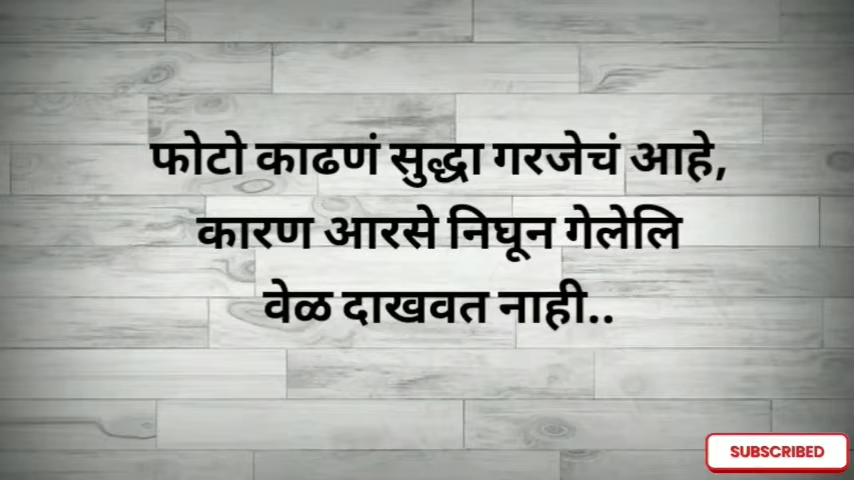 फोटो काढणं सुद्धा गरजेचं आहे,
कारण आरसे निघून गेलेलि
वेळ दाखवत नाही..
SUBSCRIBED